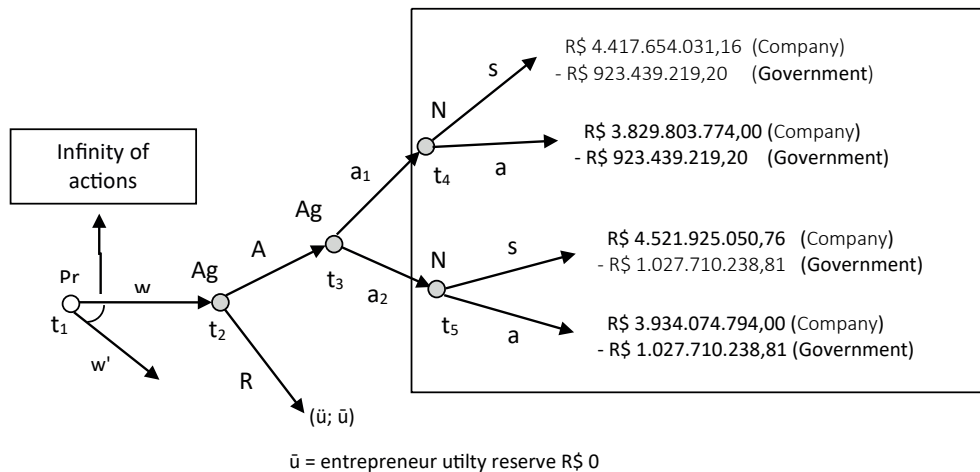 R$ 4.417.654.031,16 (Company)
- R$ 923.439.219,20 (Government)
s
N
R$ 3.829.803.774,00 (Company)
- R$ 923.439.219,20 (Government)
a
t4
Infinity of
actions
a1
Ag
A
t3
N
R$ 4.521.925.050,76 (Company)
- R$ 1.027.710.238,81 (Government)
s
a2
Ag
Pr
w
t1
t2
t5
R$ 3.934.074.794,00 (Company)
- R$ 1.027.710.238,81 (Government)
a
w'
R
(ü; ū)
ū = entrepreneur utilty reserve R$ 0